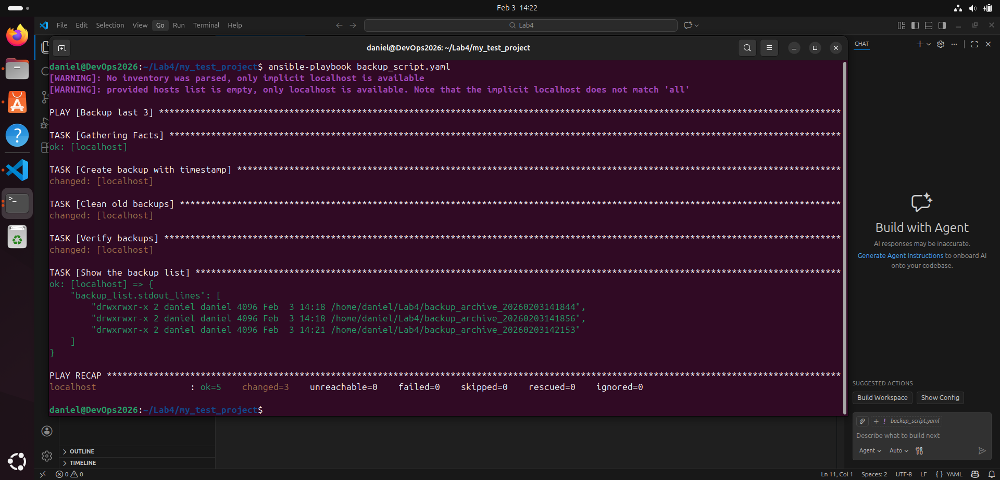 Feb 3  14:22
File Edit Selection View Go Run Terminal Help
Lab4
CHAT
daniel@DevOps2026: ~/Lab4/my_test_project
daniel@DevOps2026:~/Lab4/my_test_project$ ansible-playbook backup_script.yaml
[WARNING]: No inventory was parsed, only implicit localhost is available
[WARNING]: provided hosts list is empty, only localhost is available. Note that the implicit localhost does not match 'all'
PLAY [Backup last 3] ***********************************************************************************************************************************
TASK [Gathering Facts] *********************************************************************************************************************************
ok: [localhost]
TASK [Create backup with timestamp] ********************************************************************************************************************
changed: [localhost]
TASK [Clean old backups] *******************************************************************************************************************************
changed: [localhost]
TASK [Verify backups] **********************************************************************************************************************************
changed: [localhost]
TASK [Show the backup list] ****************************************************************************************************************************
ok: [localhost] => {
    "backup_list.stdout_lines": [
        "drwxrwxr-x 2 daniel daniel 4096 Feb  3 14:18 /home/daniel/Lab4/backup_archive_20260203141844",
        "drwxrwxr-x 2 daniel daniel 4096 Feb  3 14:18 /home/daniel/Lab4/backup_archive_20260203141856",
        "drwxrwxr-x 2 daniel daniel 4096 Feb  3 14:21 /home/daniel/Lab4/backup_archive_20260203142153"
    ]
}
PLAY RECAP *********************************************************************************************************************************************
localhost                  : ok=5    changed=3    unreachable=0    failed=0    skipped=0    rescued=0    ignored=0
daniel@DevOps2026:~/Lab4/my_test_project$
Build with Agent
AI responses may be inaccurate.
Generate Agent Instructions to onboard AI
onto your codebase.
SUGGESTED ACTIONS
Build Workspace Show Config
+ ! backup_script.yaml
Describe what to build next
Agent Auto
OUTLINE
TIMELINE
0 0
Ln 11, Col 1 Spaces: 2 UTF-8 LF { } YAML